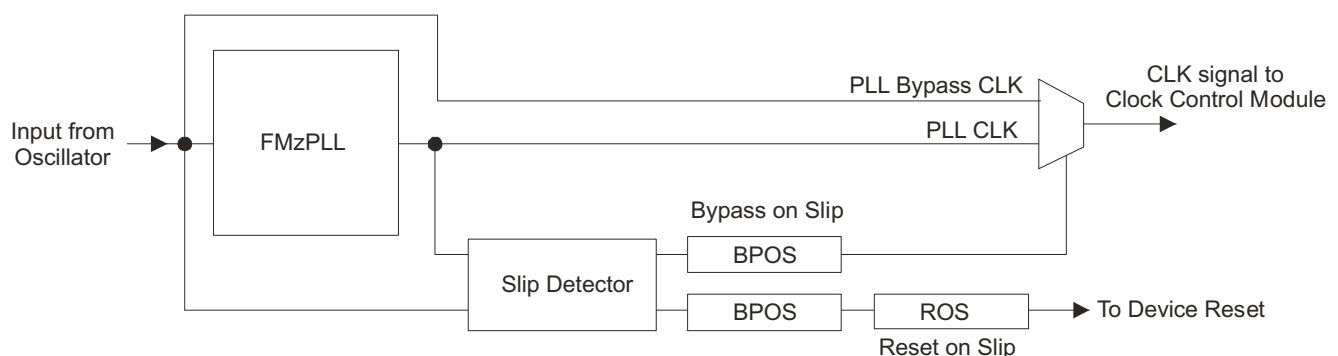 Input from
Oscillator
FMzPLL
PLL Bypass CLK
PLL CLK
CLK signal to
Clock Control Module
Bypass on Slip
BPOS
Slip Detector
BPOS
ROS
To Device Reset
Reset on Slip